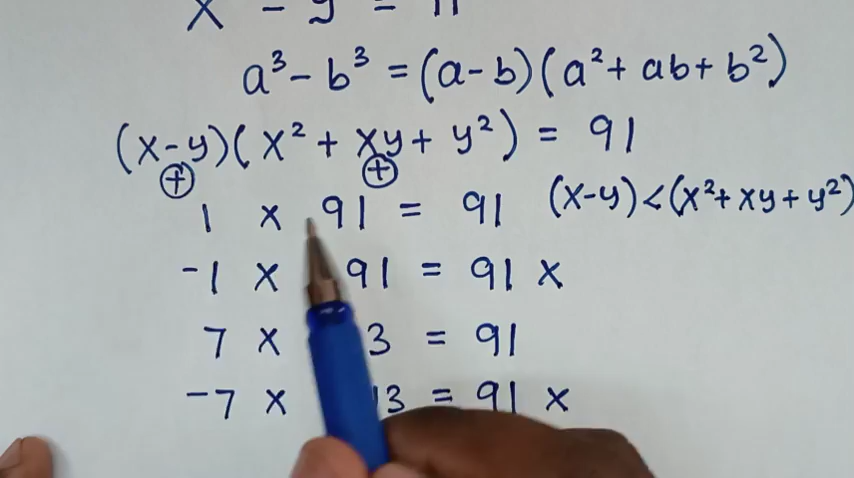 x - y =
a³ - b³ = (a-b)(a² + ab + b²)
(x-y)(x² + xy + y²) = 91
+ +
1 x 91 = 91 (x-y) < (x² + xy + y²)
-1 x 91 = 91 x
7 x 3 = 91
-7 x 13 = 91 x